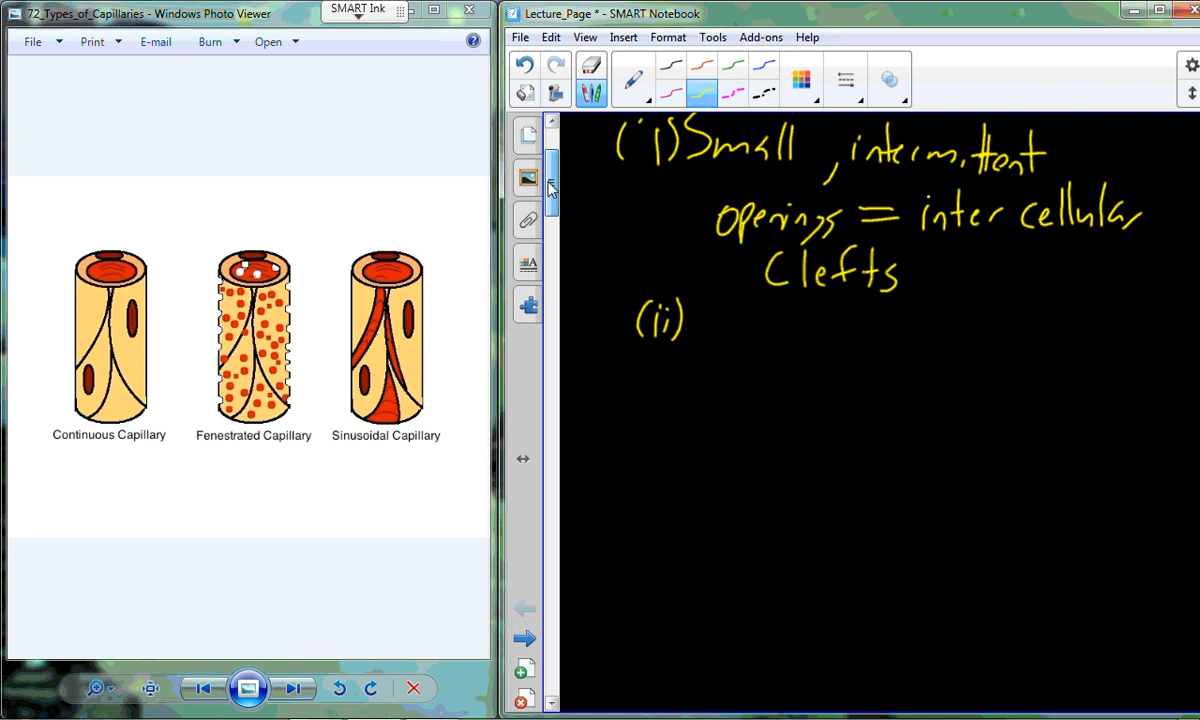 72_Types_of_Capillaries - Windows Photo Viewer
SMART Ink
File Print E-mail Burn Open
Continuous Capillary
Fenestrated Capillary
Sinusoidal Capillary
Lecture_Page * - SMART Notebook
File Edit View Insert Format Tools Add-ons Help
(i) Small, intermittent
openings = inter cellular
Clefts
(ii)